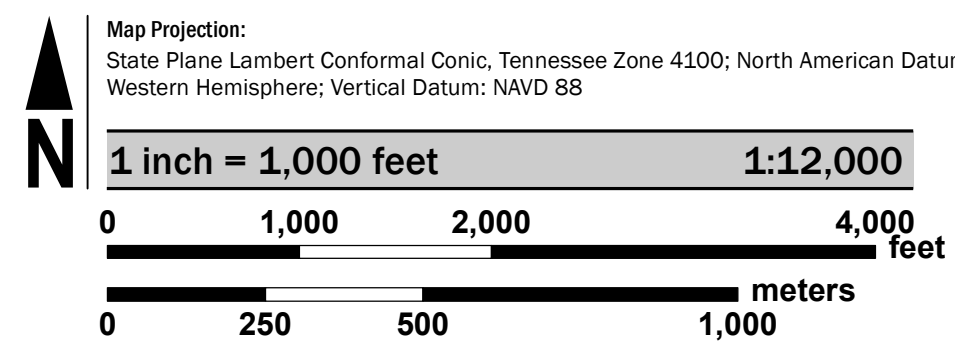 Map Projection:
State Plane Lambert Conformal Conic, Tennessee Zone 4100; North American
Western Hemisphere; Vertical Datum: NAVD 88
N
1 inch = 1,000 feet 1:12,000
0 1,000 2,000 4,000
feet
meters
0 250 500 1,000